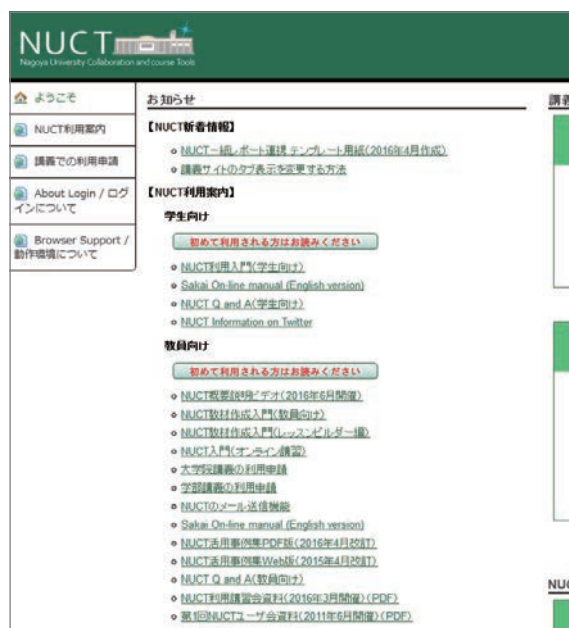 NUCT
Nagoya University Collaboration and course Tools
ようこそ
NUCT利用案内
講義での利用申請
About Login / ログ
インについて
Browser Support /
動作環境について
お知らせ
【NUCT新着情報】
NUCT－紙レポート連携 テンプレート用紙(2016年4月作成)
講義サイトのタブ表示を変更する方法
【NUCT利用案内】
学生向け
初めて利用される方はお読みください
NUCT利用入門(学生向け)
Sakai On-line manual (English version)
NUCT Q and A(学生向け)
NUCT Information on Twitter
教員向け
初めて利用される方はお読みください
NUCT概要説明ビデオ(2016年6月開催)
NUCT教材作成入門(教員向け)
NUCT教材作成入門(レッスンビルダー編)
NUCT入門(オンライン講習)
大学院講義の利用申請
学部講義の利用申請
NUCTのメール送信機能
Sakai On-line manual (English version)
NUCT活用事例集PDF版(2016年4月改訂)
NUCT活用事例集Web版(2015年4月改訂)
NUCT Q and A(教員向け)
NUCT利用講習会資料(2016年3月開催)(PDF)
第1回NUCTユーザ会資料(2011年6月開催)(PDF)
講義
NUC